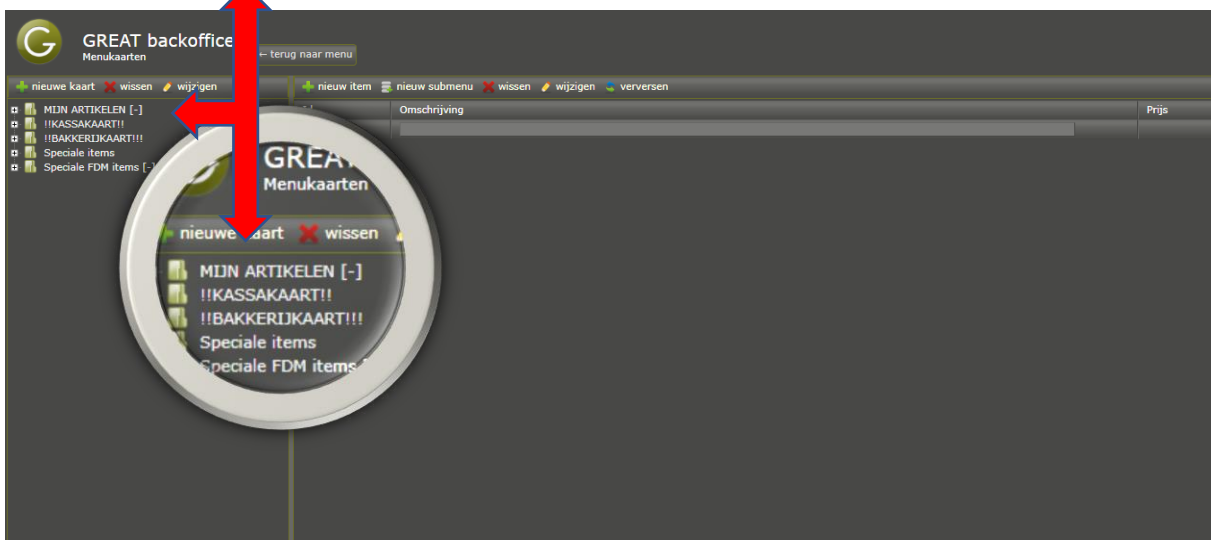 G
GREAT backoffice
Menukaarten
← terug naar menu
nieuwe kaart wissen wijzigen
nieuw item nieuw submenu wissen wijzigen verversen
MIJN ARTIKELEN [-]
!!KASSAKAART!!
!!BAKKERIJKAART!!!
Speciale items
Speciale FDM items [-]
Omschrijving
Prijs
GREAT
Menukaarten
nieuwe kaart wissen
MIJN ARTIKELEN [-]
!!KASSAKAART!!
!!BAKKERIJKAART!!!
Speciale items
Speciale FDM items